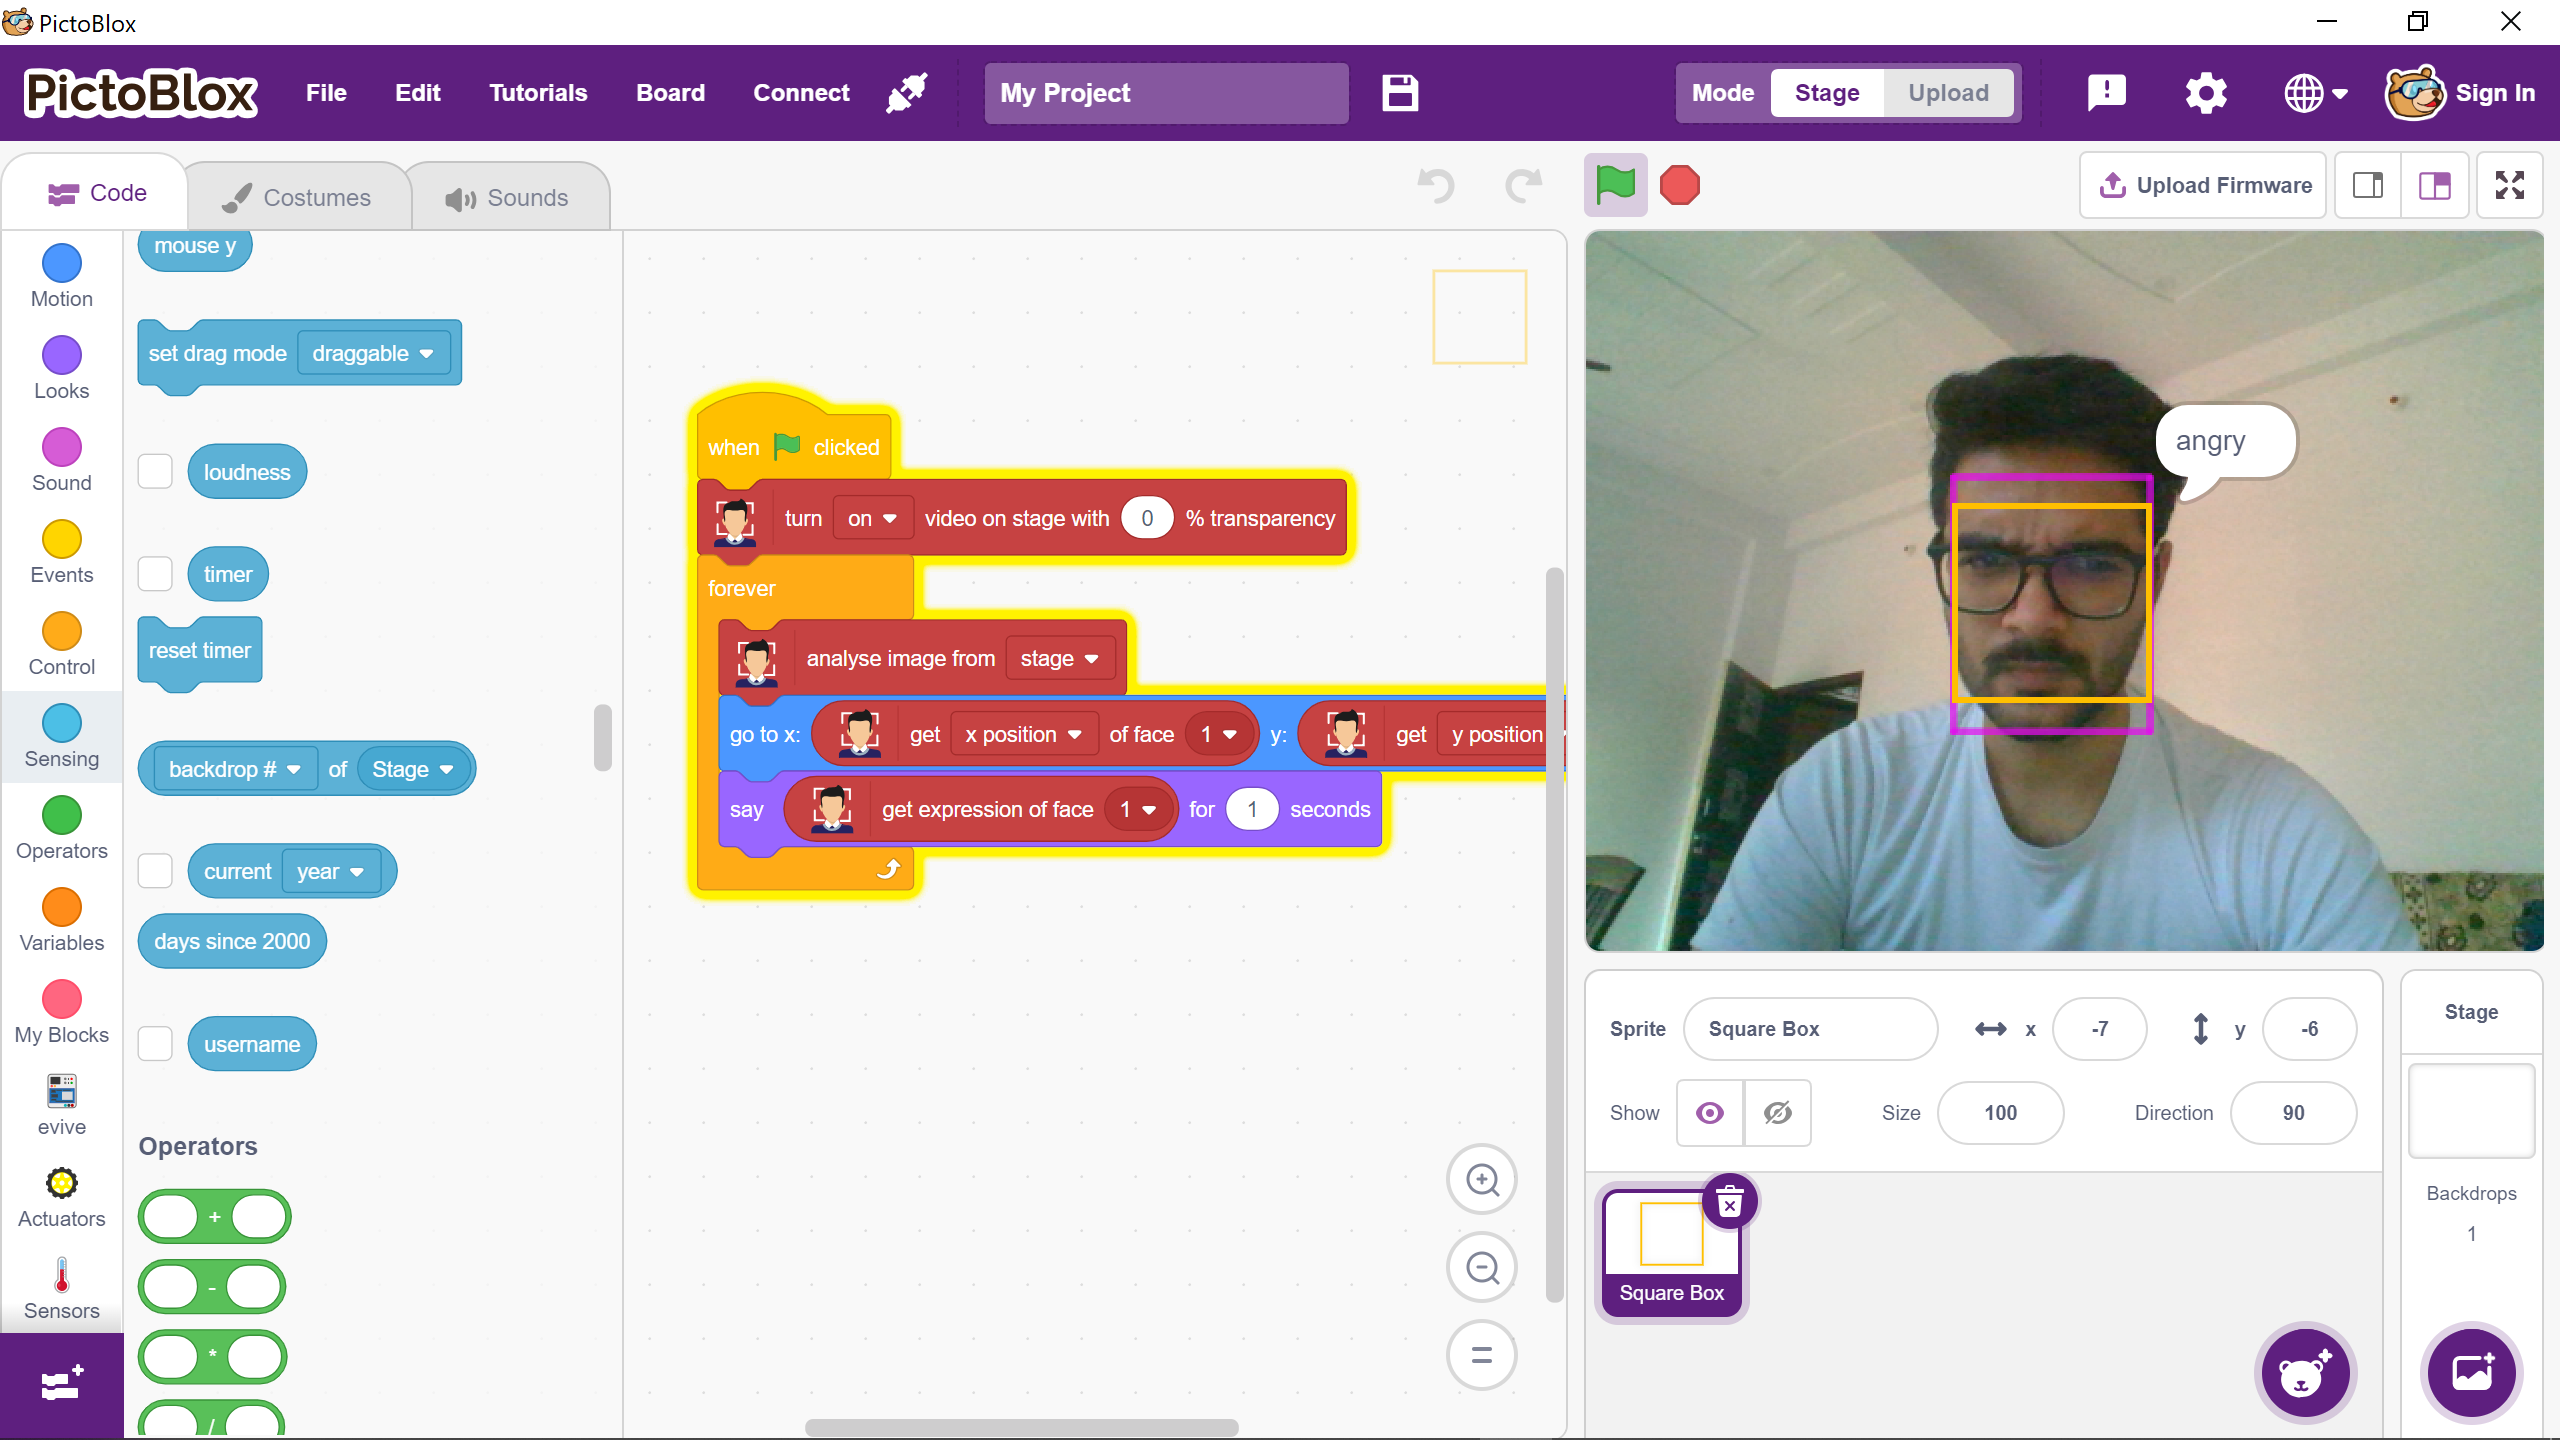 PictoBlox
PictoBlox File Edit Tutorials Board Connect My Project Mode Stage Upload Sign In
Code Costumes Sounds Upload Firmware
Motion
Looks
Sound
Events
Control
Sensing
Operators
Variables
My Blocks
evive
Actuators
Sensors
mouse y
set drag mode draggable
loudness
timer
reset timer
backdrop # of Stage
current year
days since 2000
username
Operators
+
-
*
/
when clicked
turn on video on stage with 0 % transparency
forever
analyse image from stage
go to x: get x position of face 1 y: get y position
say get expression of face 1 for 1 seconds
angry
Sprite Square Box x -7 y -6
Show Size 100 Direction 90
Square Box
Stage
Backdrops
1